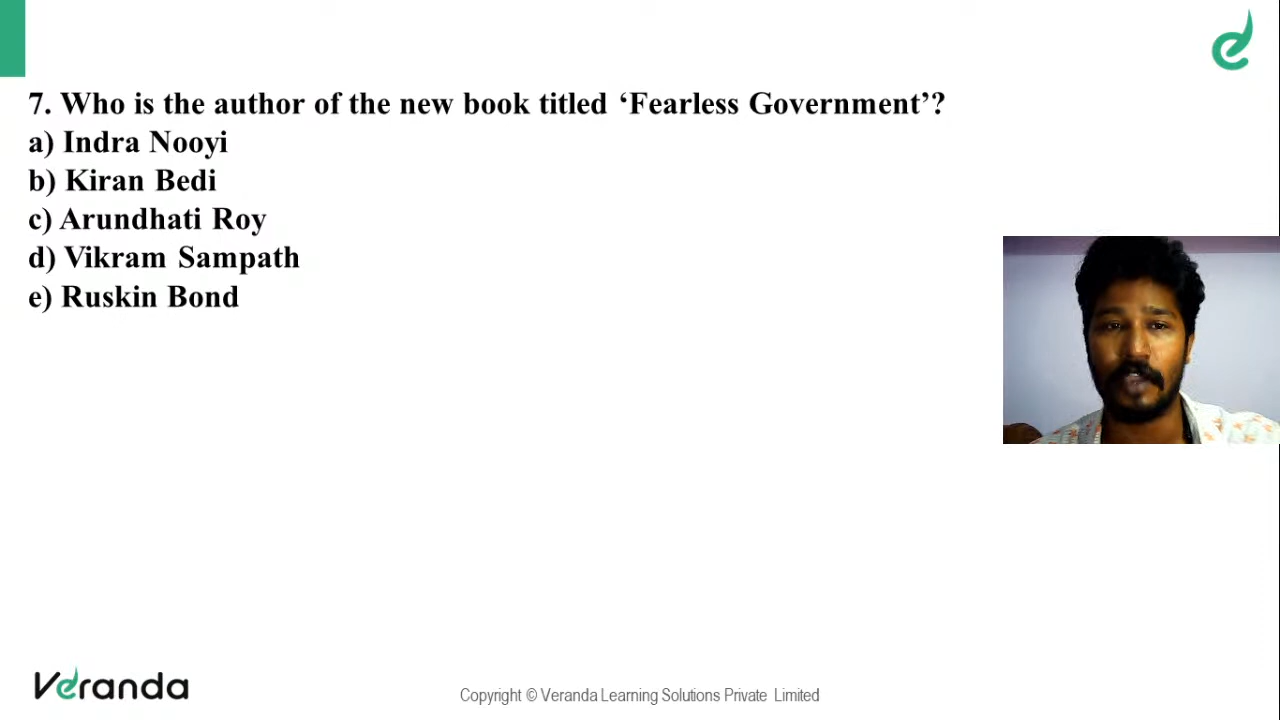 7. Who is the author of the new book titled ‘Fearless Government’?
a) Indra Nooyi
b) Kiran Bedi
c) Arundhati Roy
d) Vikram Sampath
e) Ruskin Bond
Veranda
Copyright © Veranda Learning Solutions Private Limited